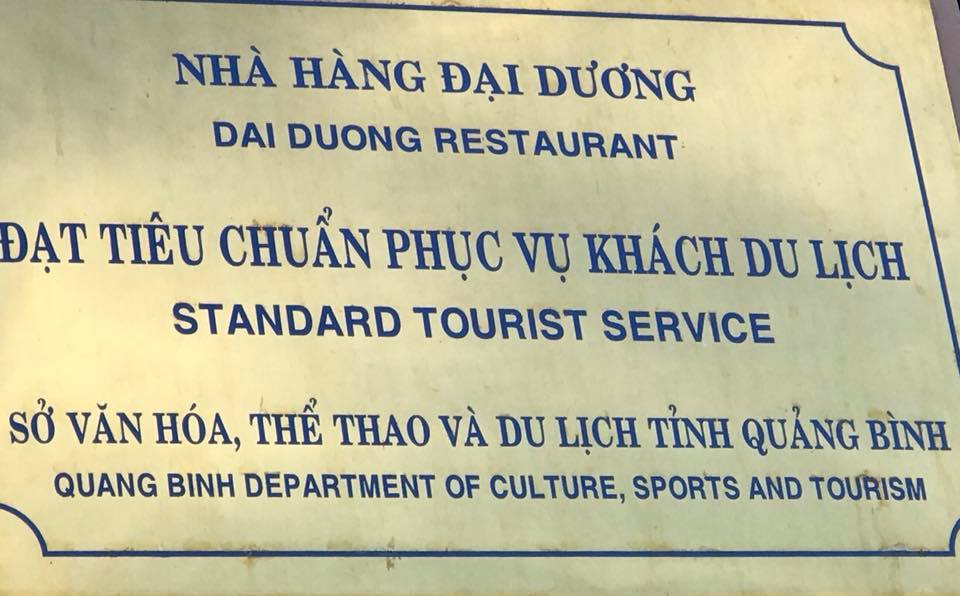 NHÀ HÀNG ĐẠI DƯƠNG
DAI DUONG RESTAURANT
ĐẠT TIÊU CHUẨN PHỤC VỤ KHÁCH DU LỊCH
STANDARD TOURIST SERVICE
SỞ VĂN HÓA, THỂ THAO VÀ DU LỊCH TỈNH QUẢNG BÌNH
QUANG BINH DEPARTMENT OF CULTURE, SPORTS AND TOURISM